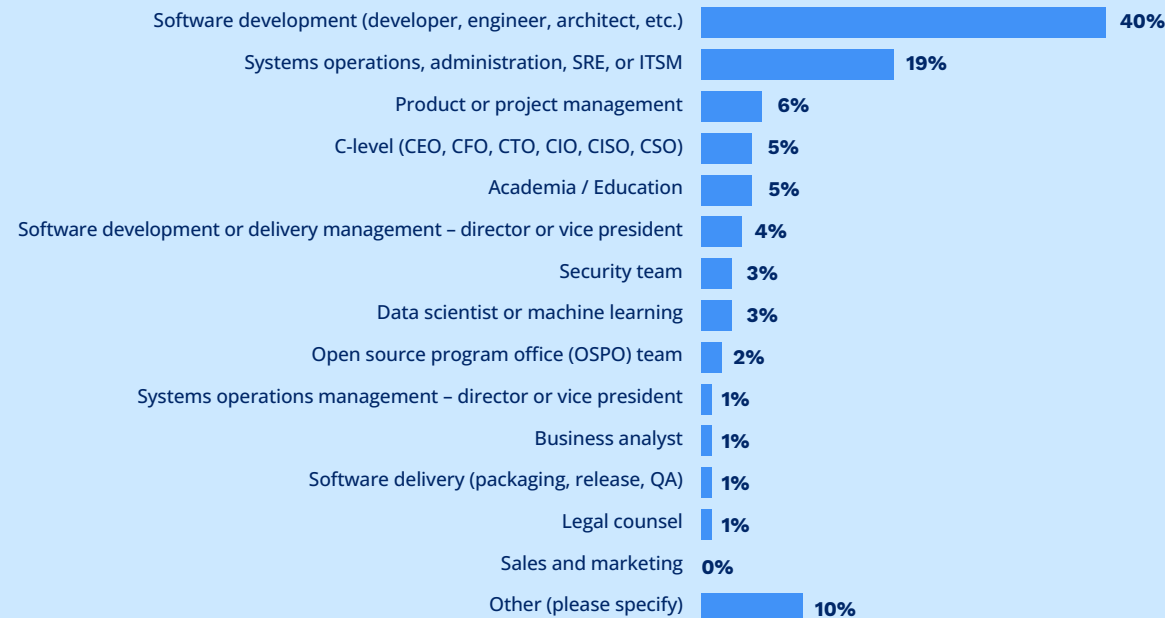 Software development (developer, engineer, architect, etc.) 40%
Systems operations, administration, SRE, or ITSM 19%
Product or project management 6%
C-level (CEO, CFO, CTO, CIO, CISO, CSO) 5%
Academia / Education 5%
Software development or delivery management – director or vice president 4%
Security team 3%
Data scientist or machine learning 3%
Open source program office (OSPO) team 2%
Systems operations management – director or vice president 1%
Business analyst 1%
Software delivery (packaging, release, QA) 1%
Legal counsel 1%
Sales and marketing 0%
Other (please specify) 10%